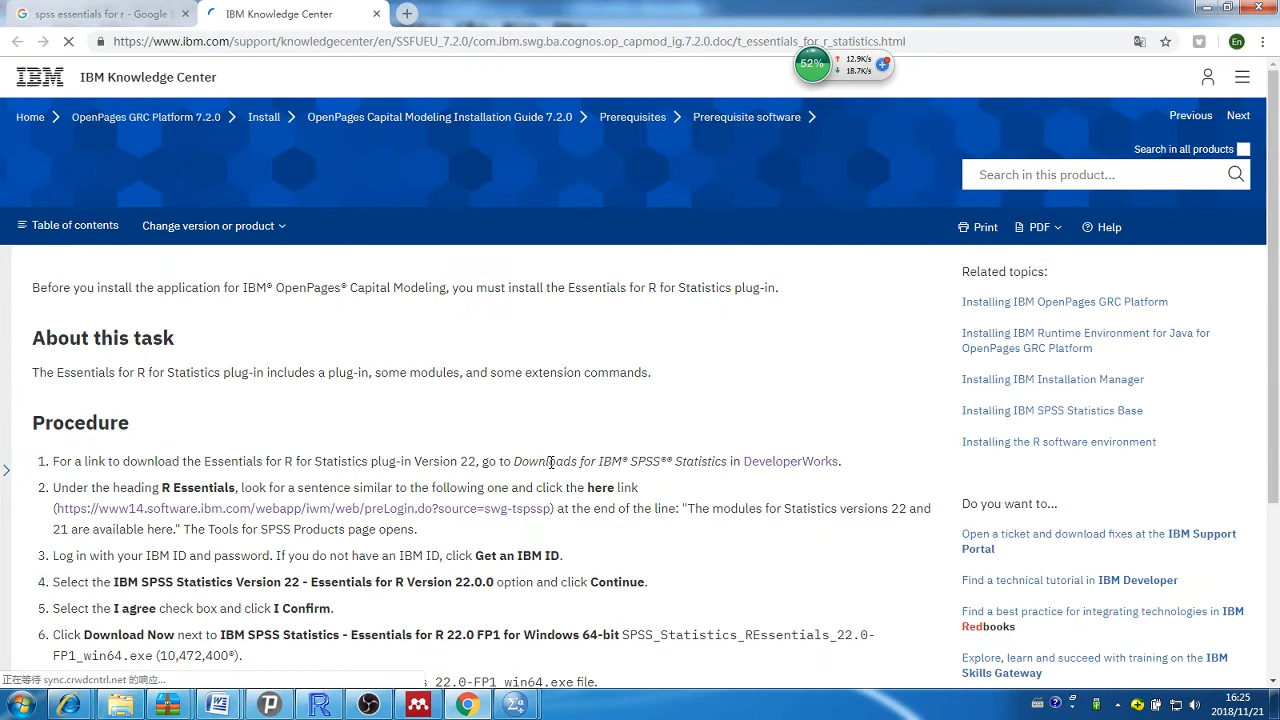 spss essentials for r - Google
IBM Knowledge Center
https://www.ibm.com/support/knowledgecenter/en/SSFUEU_7.2.0/com.ibm.swg.ba.cognos.op_capmod_ig.7.2.0.doc/t_essentials_for_r_statistics.html
En
52%
12.9K/s
18.7K/s
IBM
IBM Knowledge Center
Home
OpenPages GRC Platform 7.2.0
Install
OpenPages Capital Modeling Installation Guide 7.2.0
Prerequisites
Prerequisite software
Previous
Next
Search in all products
Search in this product...
Table of contents
Change version or product
Print
PDF
Help
Before you install the application for IBM® OpenPages® Capital Modeling, you must install the Essentials for R for Statistics plug-in.
About this task
The Essentials for R for Statistics plug-in includes a plug-in, some modules, and some extension commands.
Procedure
1. For a link to download the Essentials for R for Statistics plug-in Version 22, go to Downloads for IBM® SPSS®® Statistics in DeveloperWorks.
2. Under the heading R Essentials, look for a sentence similar to the following one and click the here link
(https://www14.software.ibm.com/webapp/iwm/web/preLogin.do?source=swg-tspssp) at the end of the line: "The modules for Statistics versions 22 and
21 are available here." The Tools for SPSS Products page opens.
3. Log in with your IBM ID and password. If you do not have an IBM ID, click Get an IBM ID.
4. Select the IBM SPSS Statistics Version 22 - Essentials for R Version 22.0.0 option and click Continue.
5. Select the I agree check box and click I Confirm.
6. Click Download Now next to IBM SPSS Statistics - Essentials for R 22.0 FP1 for Windows 64-bit SPSS_Statistics_REssentials_22.0-
FP1_win64.exe (10,472,400®).
s_22.0-FP1_win64.exe file.
Related topics:
Installing IBM OpenPages GRC Platform
Installing IBM Runtime Environment for Java for
OpenPages GRC Platform
Installing IBM Installation Manager
Installing IBM SPSS Statistics Base
Installing the R software environment
Do you want to...
Open a ticket and download fixes at the IBM Support
Portal
Find a technical tutorial in IBM Developer
Find a best practice for integrating technologies in IBM
Redbooks
Explore, learn and succeed with training on the IBM
Skills Gateway
正在等待 sync.crwdcntrl.net 的响应...
16:25
2018/11/21